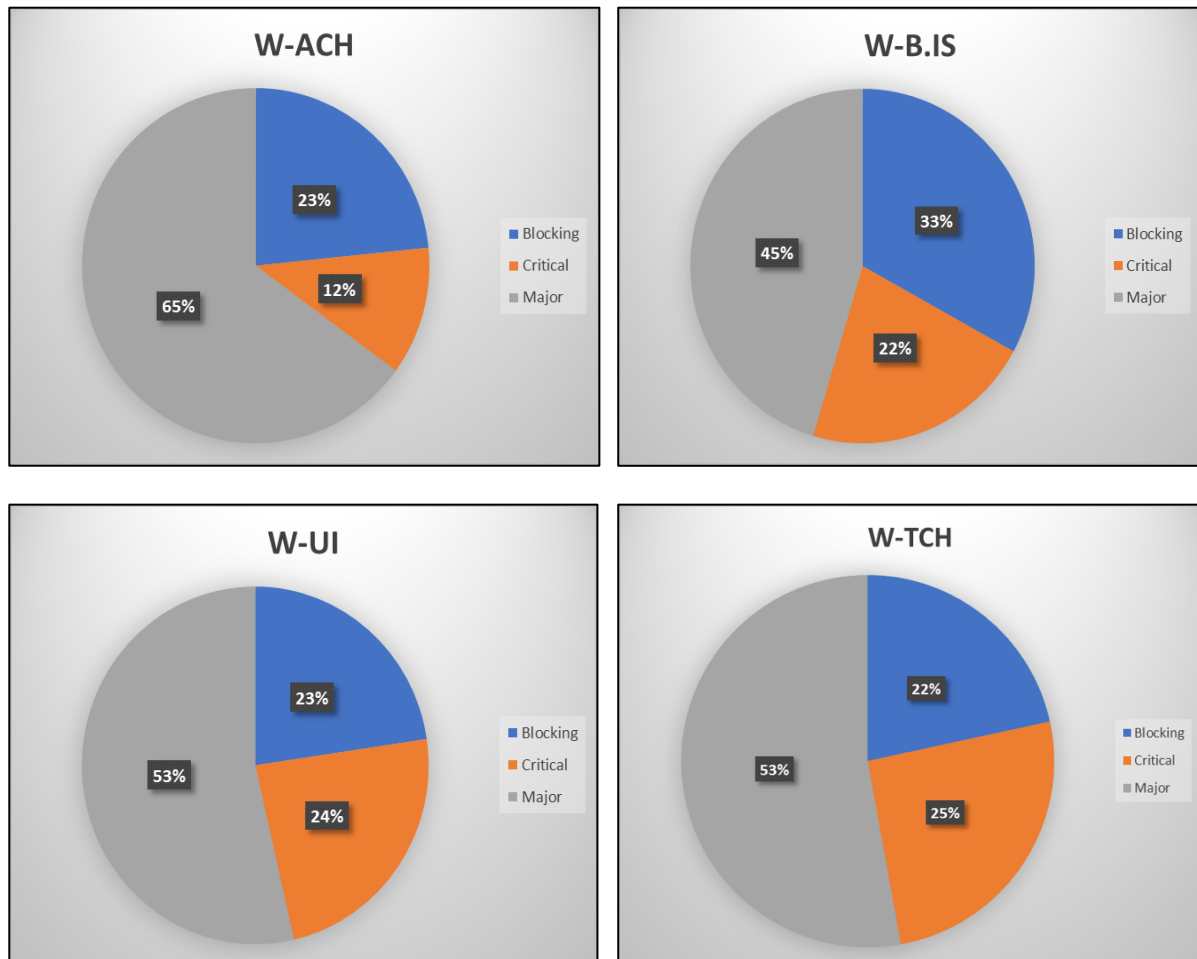 W-ACH
23%
12%
65%
Blocking
Critical
Major
W-B.IS
33%
45%
22%
Blocking
Critical
Major
W-UI
23%
53%
24%
Blocking
Critical
Major
W-TCH
22%
53%
25%
Blocking
Critical
Major